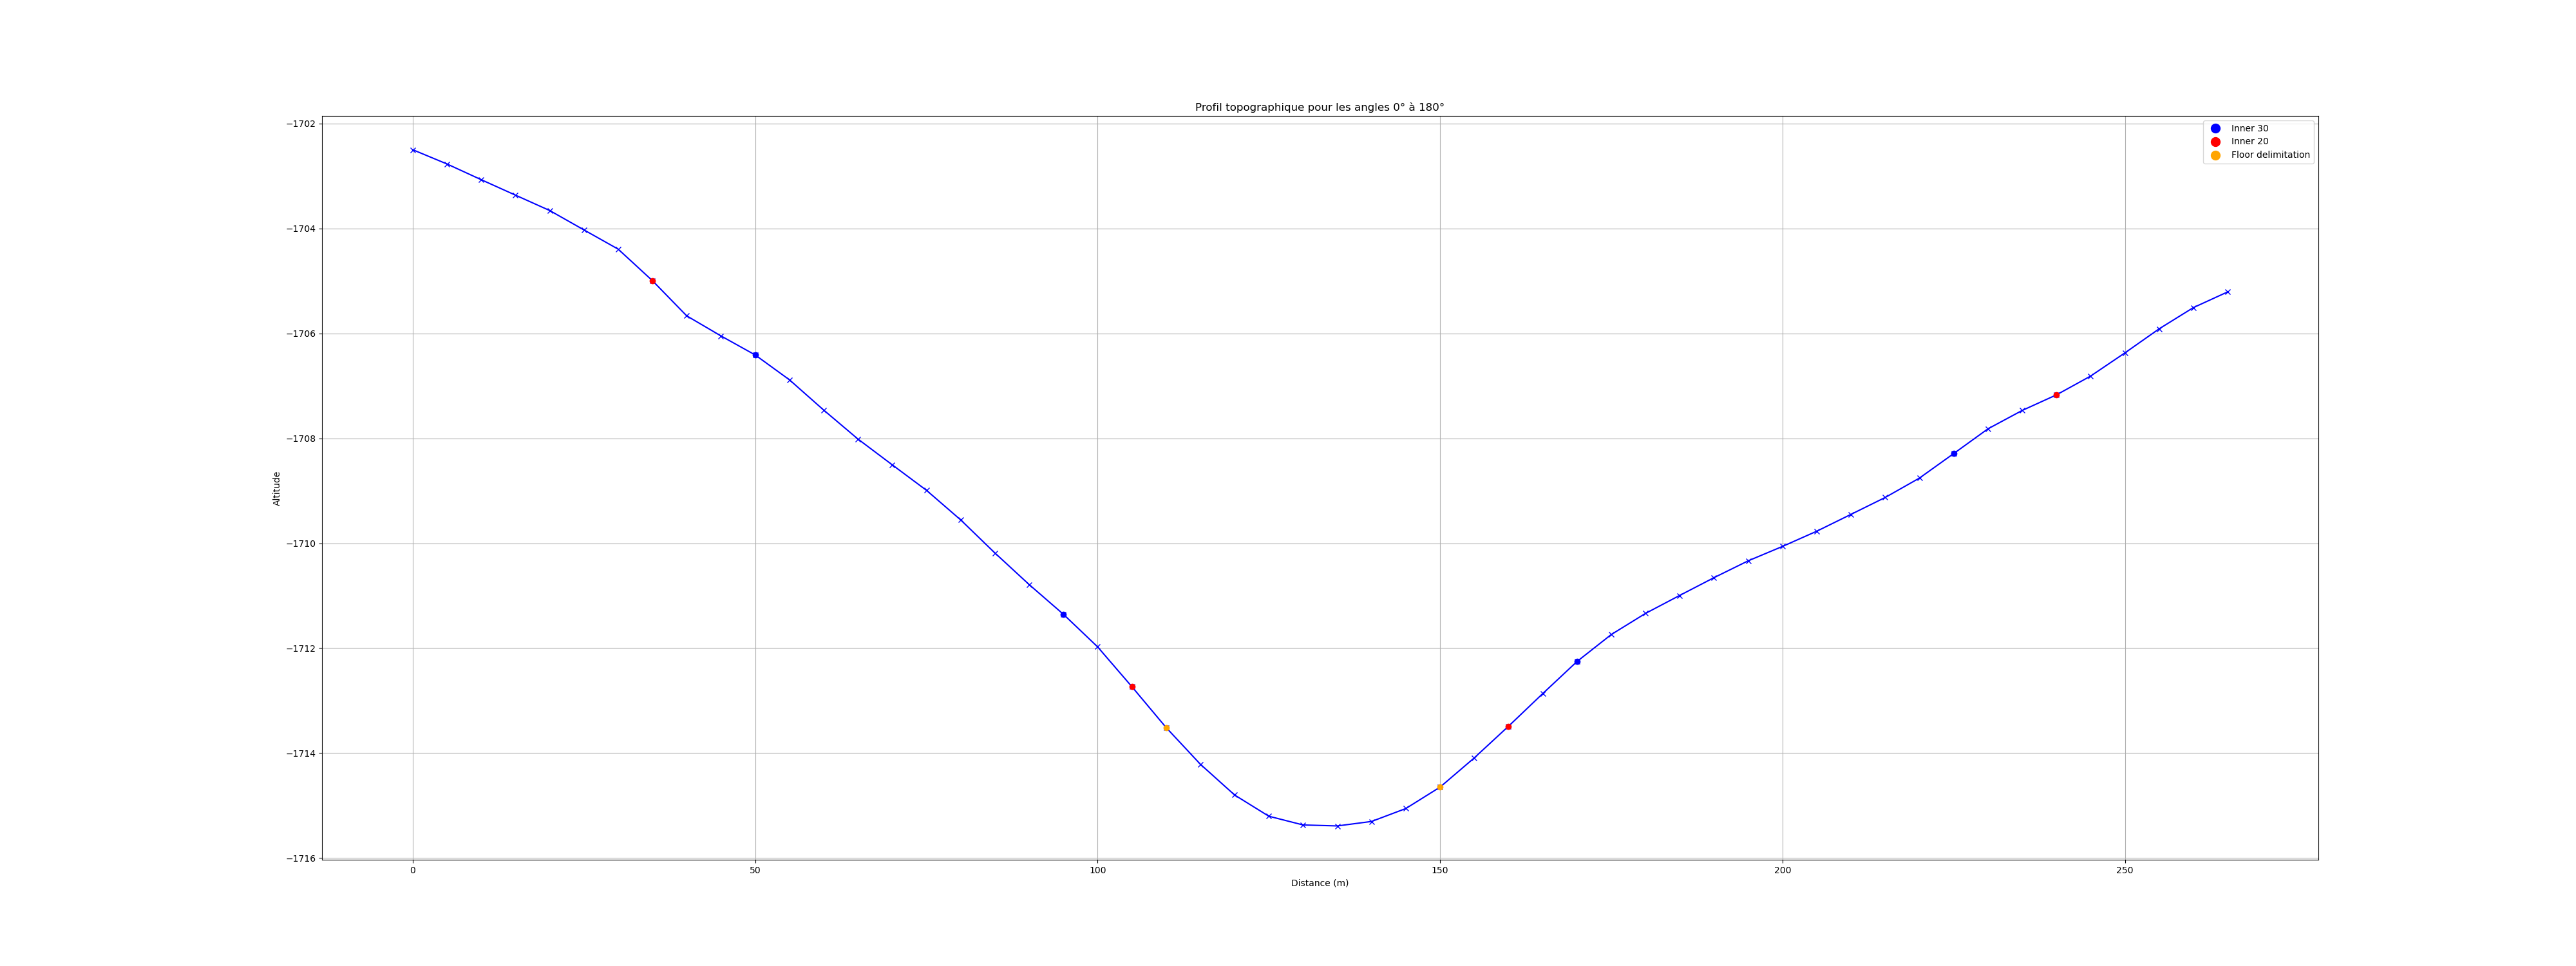 Profil topographique pour les angles 0° à 180°
Inner 30
Inner 20
Floor delimitation
Altitude
−1702
−1704
−1706
−1708
−1710
−1712
−1714
−1716
0 50 100 150 200 250
Distance (m)